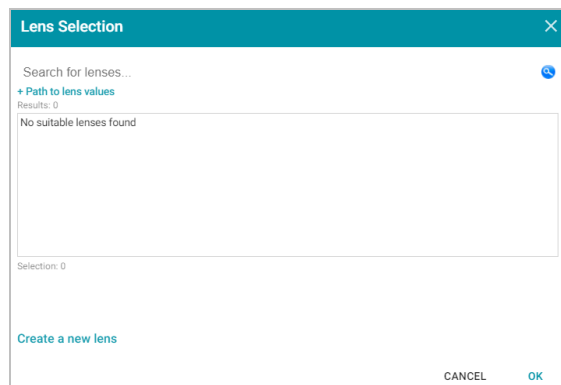 Lens Selection
Search for lenses...
+ Path to lens values
Results: 0
No suitable lenses found
Selection: 0
Create a new lens
CANCEL OK